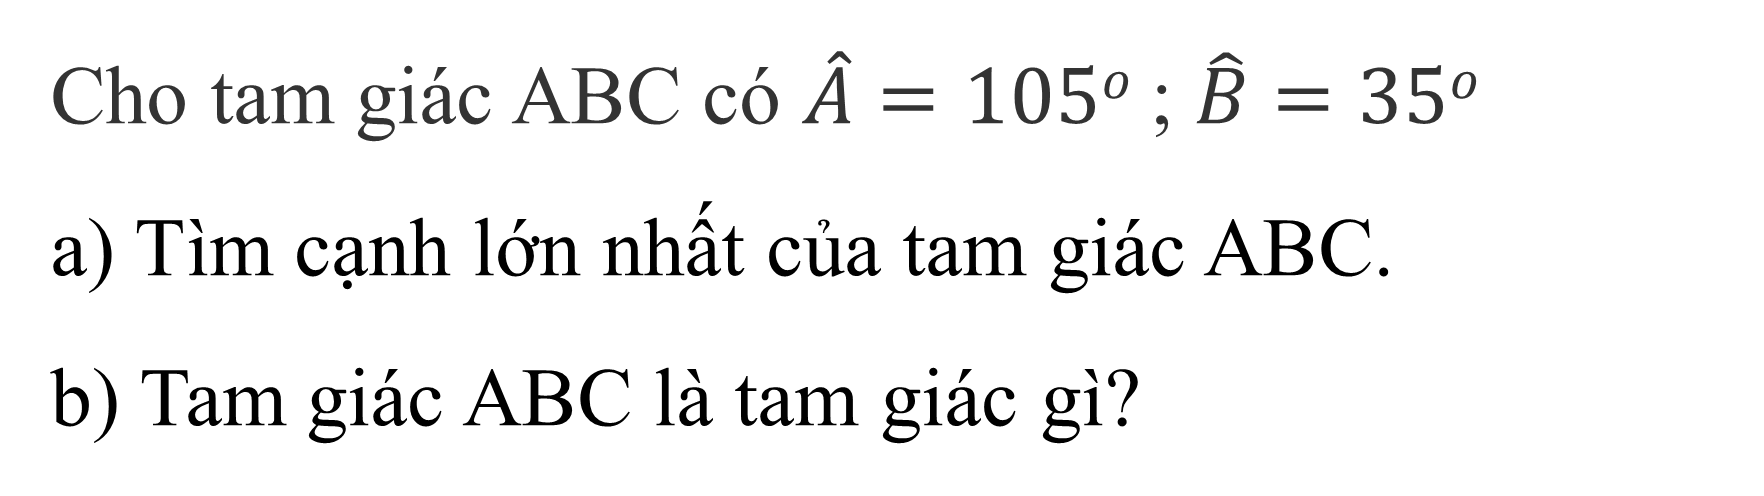 Cho tam giác ABC có Â = 105ᵒ ; B̂ = 35ᵒ
a) Tìm cạnh lớn nhất của tam giác ABC.
b) Tam giác ABC là tam giác gì?